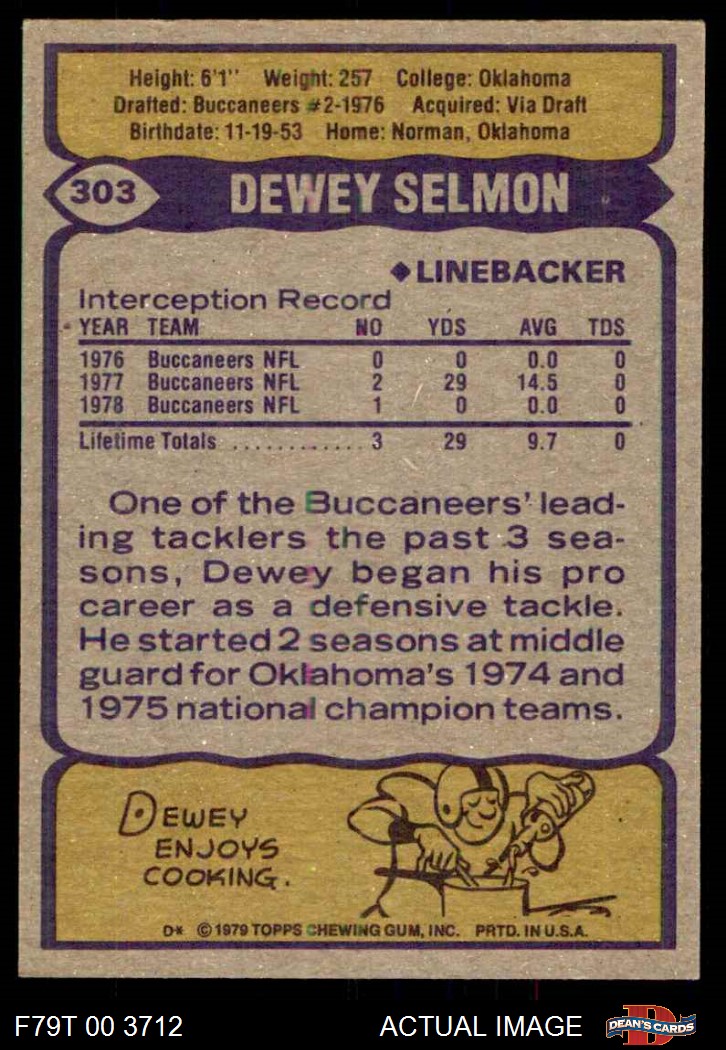 Height: 6'1" Weight: 257 College: Oklahoma
Drafted: Buccaneers #2-1976 Acquired: Via Draft
Birthdate: 11-19-53 Home: Norman, Oklahoma
303 DEWEY SELMON
◆LINEBACKER
Interception Record
YEAR TEAM NO YDS AVG TDS
1976 Buccaneers NFL 0 0 0.0 0
1977 Buccaneers NFL 2 29 14.5 0
1978 Buccaneers NFL 1 0 0.0 0
Lifetime Totals ............. 3 29 9.7 0
One of the Buccaneers' lead-
ing tacklers the past 3 sea-
sons, Dewey began his pro
career as a defensive tackle.
He started 2 seasons at middle
guard for Oklahoma's 1974 and
1975 national champion teams.
DEWEY
ENJOYS
COOKING.
D* © 1979 TOPPS CHEWING GUM, INC. PRTD. IN U.S.A.
F79T 00 3712 ACTUAL IMAGE D DEAN'S CARDS